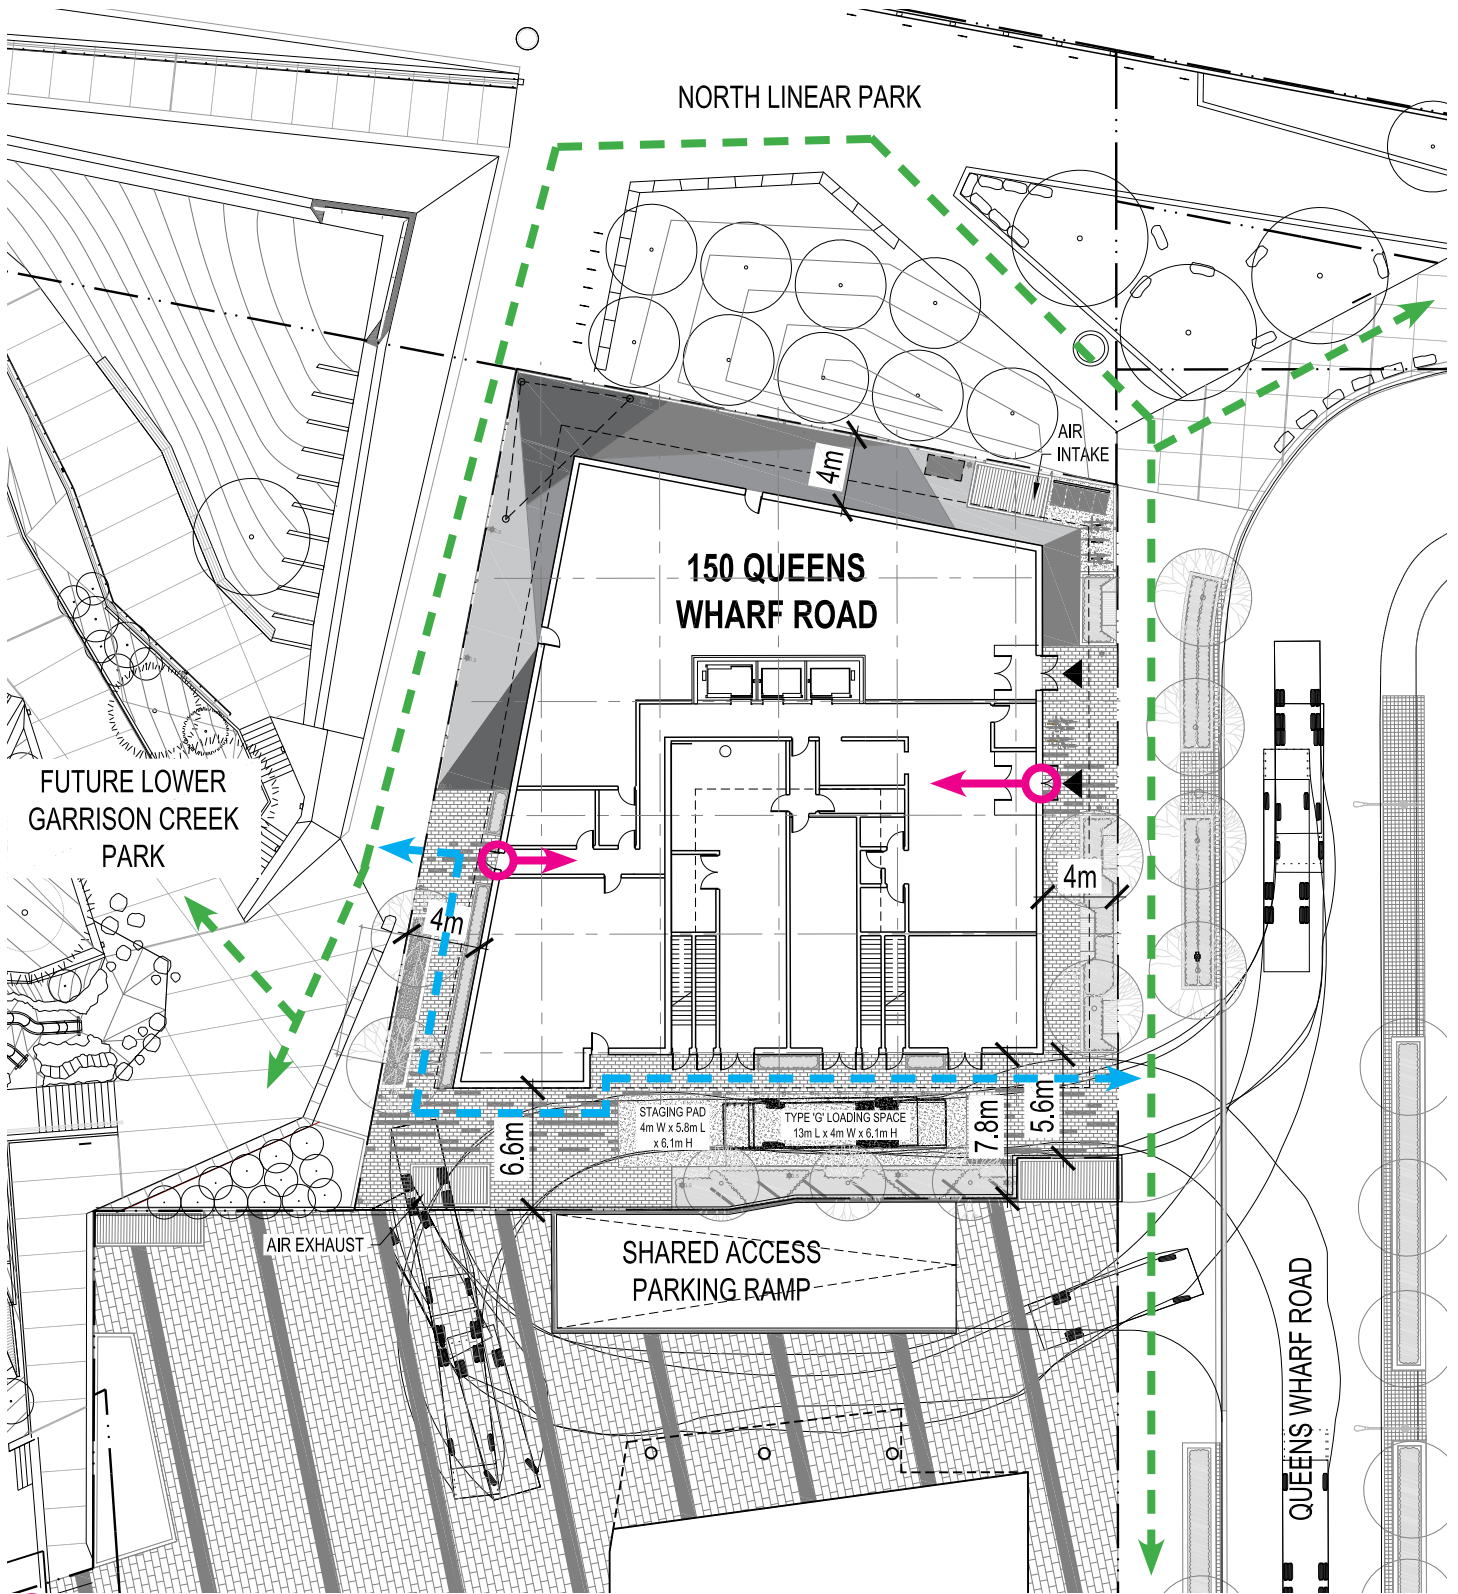 NORTH LINEAR PARK
AIR
INTAKE
4m
150 QUEENS
WHARF ROAD
FUTURE LOWER
GARRISON CREEK
PARK
4m
4m
STAGING PAD
4m W x 5.8m L
x 6.1m H
TYPE 'G' LOADING SPACE
13m L x 4m W x 6.1m H
6.6m
7.8m
5.6m
AIR EXHAUST
SHARED ACCESS
PARKING RAMP
QUEENS WHARF ROAD